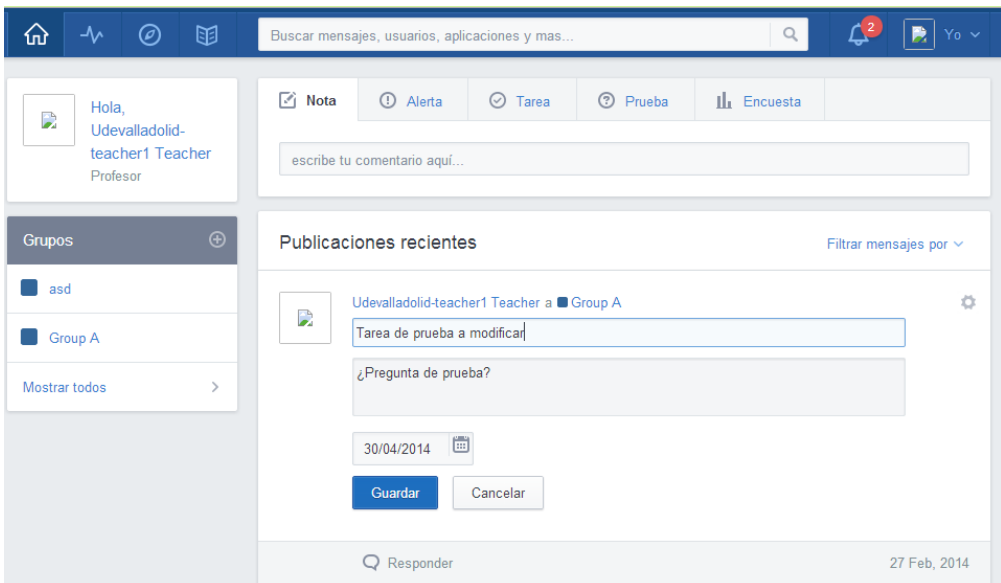 Buscar mensajes, usuarios, aplicaciones y mas...
2
Yo
Hola,
Udevalladolid-
teacher1 Teacher
Profesor
Nota
Alerta
Tarea
Prueba
Encuesta
escribe tu comentario aquí...
Grupos
asd
Group A
Mostrar todos
Publicaciones recientes
Filtrar mensajes por
Udevalladolid-teacher1 Teacher a Group A
Tarea de prueba a modificar
¿Pregunta de prueba?
30/04/2014
Guardar
Cancelar
Responder
27 Feb, 2014